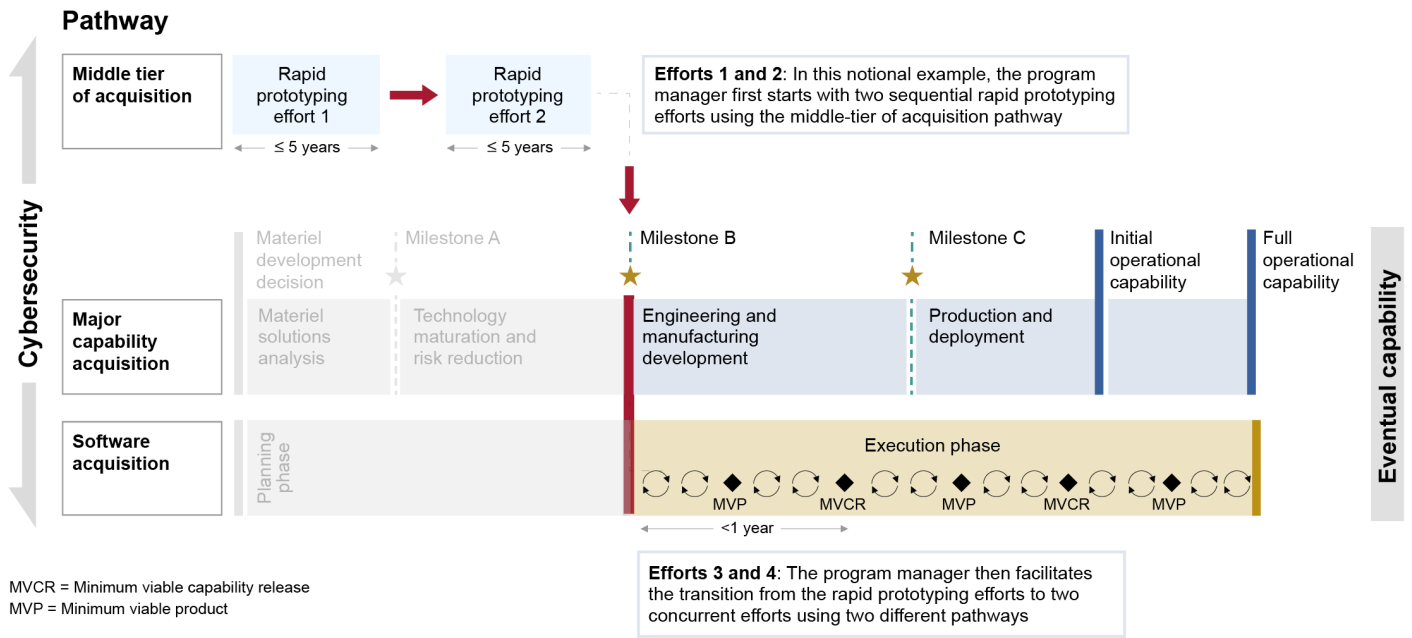 Pathway
Cybersecurity
Middle tier
of acquisition
Rapid
prototyping
effort 1
≤ 5 years
Rapid
prototyping
effort 2
≤ 5 years
Efforts 1 and 2: In this notional example, the program
manager first starts with two sequential rapid prototyping
efforts using the middle-tier of acquisition pathway
Materiel
development
decision
Milestone A
Milestone B
Milestone C
Initial
operational
capability
Full
operational
capability
Major
capability
acquisition
Materiel
solutions
analysis
Technology
maturation and
risk reduction
Engineering and
manufacturing
development
Production and
deployment
Eventual capability
Software
acquisition
Planning
phase
Execution phase
MVP
MVCR
MVP
MVCR
MVP
<1 year
Efforts 3 and 4: The program manager then facilitates
the transition from the rapid prototyping efforts to two
concurrent efforts using two different pathways
MVCR = Minimum viable capability release
MVP = Minimum viable product